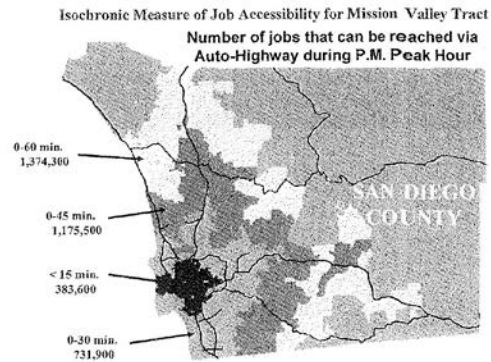 Isochronic Measure of Job Accessibility for Mission Valley Tract
Number of jobs that can be reached via
Auto-Highway during P.M. Peak Hour
0-60 min.
1,374,300
SAN DIEGO
COUNTY
0-45 min.
1,175,500
< 15 min.
383,600
0-30 min.
731,900